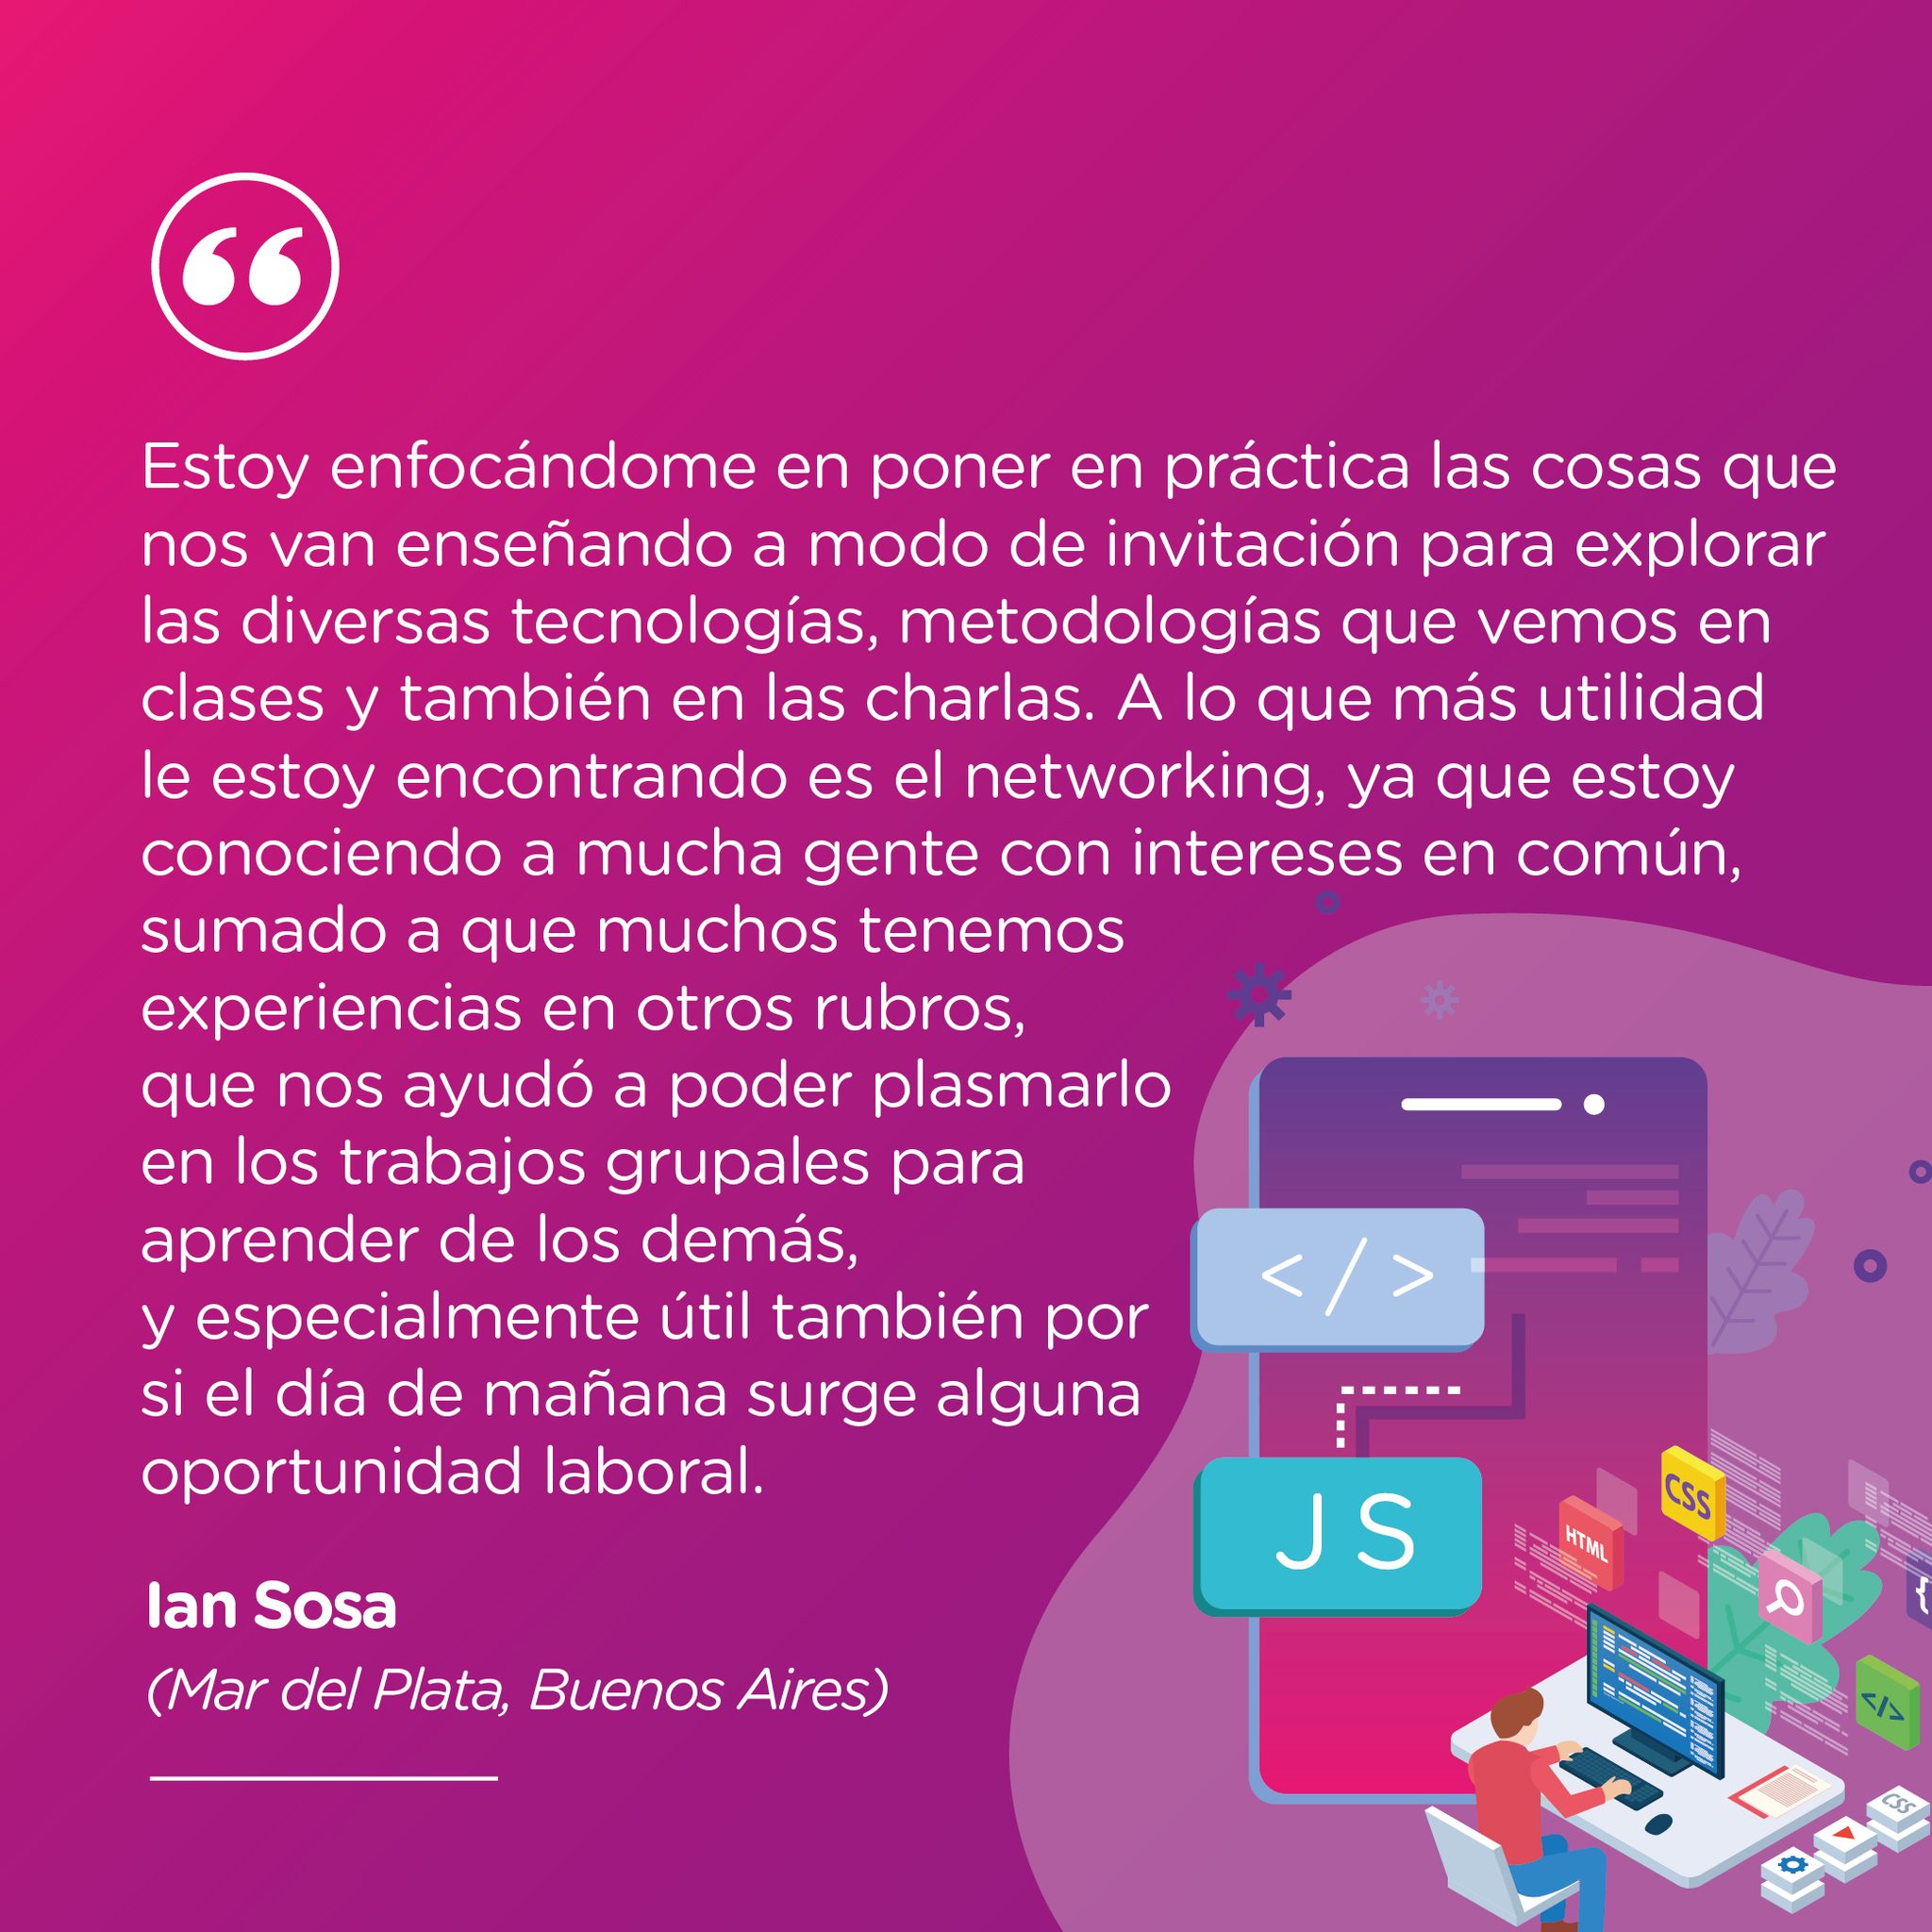 “
Estoy enfocándome en poner en práctica las cosas que
nos van enseñando a modo de invitación para explorar
las diversas tecnologías, metodologías que vemos en
clases y también en las charlas. A lo que más utilidad
le estoy encontrando es el networking, ya que estoy
conociendo a mucha gente con intereses en común,
sumado a que muchos tenemos
experiencias en otros rubros,
que nos ayudó a poder plasmarlo
en los trabajos grupales para
aprender de los demás,
y especialmente útil también por
si el día de mañana surge alguna
oportunidad laboral.
Ian Sosa
(Mar del Plata, Buenos Aires)
</>
JS
CSS
HTML
{
</>
CSS